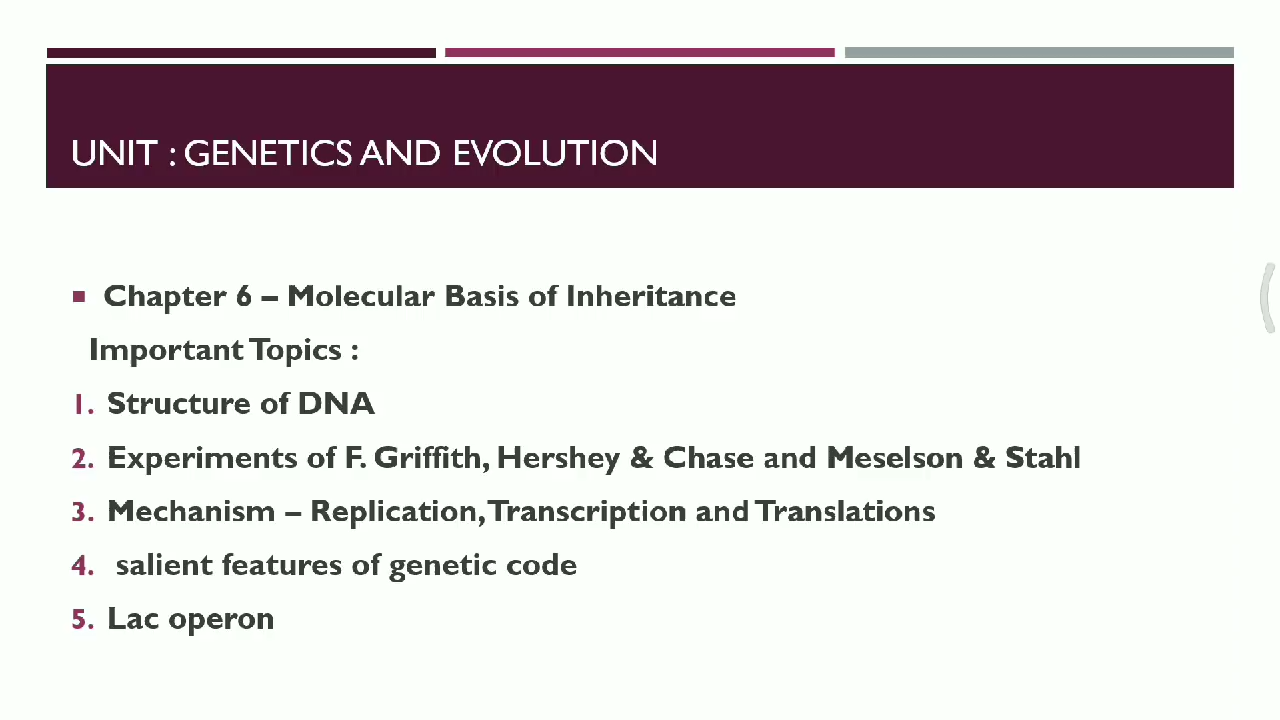 UNIT : GENETICS AND EVOLUTION
Chapter 6 – Molecular Basis of Inheritance
Important Topics :
1. Structure of DNA
2. Experiments of F. Griffith, Hershey & Chase and Meselson & Stahl
3. Mechanism – Replication, Transcription and Translations
4. salient features of genetic code
5. Lac operon